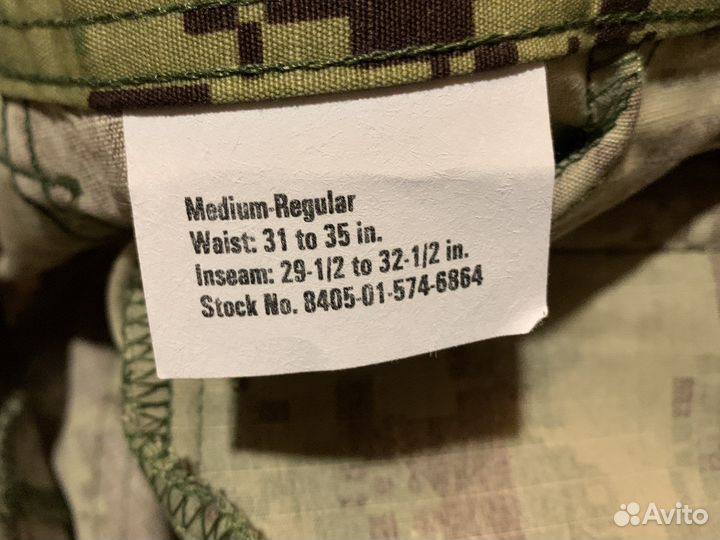 Medium-Regular
Waist: 31 to 35 in.
Inseam: 29-1/2 to 32-1/2 in.
Stock No. 8405-01-574-6864
Avito